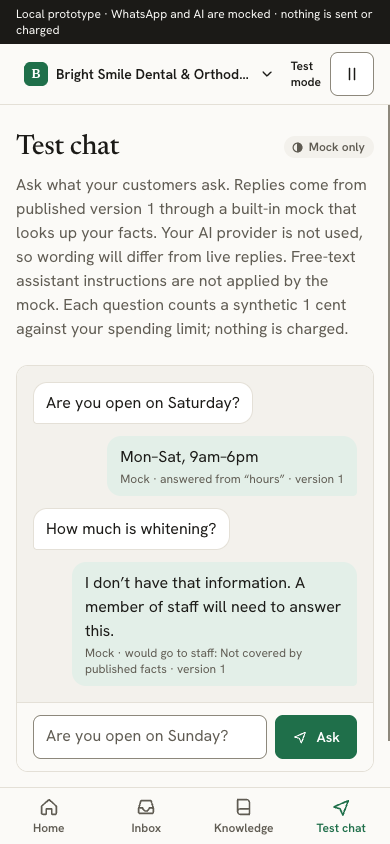 Local prototype · WhatsApp and AI are mocked · nothing is sent or
charged
B Bright Smile Dental & Orthod...
Test
mode
Test chat
Mock only
Ask what your customers ask. Replies come from
published version 1 through a built-in mock that
looks up your facts. Your AI provider is not used,
so wording will differ from live replies. Free-text
assistant instructions are not applied by the
mock. Each question counts a synthetic 1 cent
against your spending limit; nothing is charged.
Are you open on Saturday?
Mon–Sat, 9am–6pm
Mock · answered from “hours” · version 1
How much is whitening?
I don’t have that information. A
member of staff will need to answer
this.
Mock · would go to staff: Not covered by
published facts · version 1
Are you open on Sunday?
Ask
Home
Inbox
Knowledge
Test chat